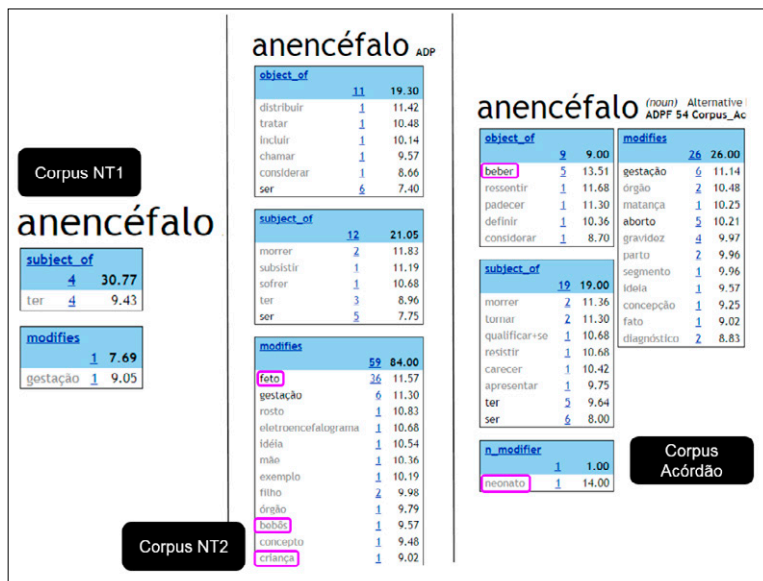 Corpus NT1
anencéfalo
subject_of
4 30.77
ter 4 9.43
modifies
1 7.69
gestação 1 9.05
anencéfalo ADP
object_of
11 19.30
distribuir 1 11.42
tratar 1 10.48
incluir 1 10.14
chamar 1 9.57
considerar 1 8.66
ser 6 7.40
subject_of
12 21.05
morrer 2 11.83
subsistir 1 11.19
sofrer 1 10.68
ter 3 8.96
ser 5 7.75
modifies
59 84.00
feto 36 11.57
gestação 6 11.30
rosto 1 10.83
eletroencefalograma 1 10.68
idéia 1 10.54
mão 1 10.36
exemplo 1 10.19
filho 2 9.98
órgão 1 9.79
bebês 1 9.57
concepto 1 9.48
criança 1 9.02
Corpus NT2
anencéfalo (noun) Alternative
ADPF 54 Corpus_Ac
object_of
9 9.00
beber 5 13.51
ressentir 1 11.68
padecer 1 11.30
definir 1 10.36
considerar 1 8.70
subject_of
19 19.00
morrer 2 11.36
tornar 2 11.30
qualificar+se 1 10.68
resistir 1 10.68
carecer 1 10.42
apresentar 1 9.75
ter 5 9.64
ser 6 8.00
n_modifier
1 1.00
neonato 1 14.00
modifies
26 26.00
gestação 6 11.14
órgão 2 10.48
matança 1 10.25
aborto 5 10.21
gravidez 4 9.97
parto 2 9.96
segmento 1 9.96
ideia 1 9.57
concepção 1 9.25
fato 1 9.02
diagnóstico 2 8.83
Corpus
Acórdão